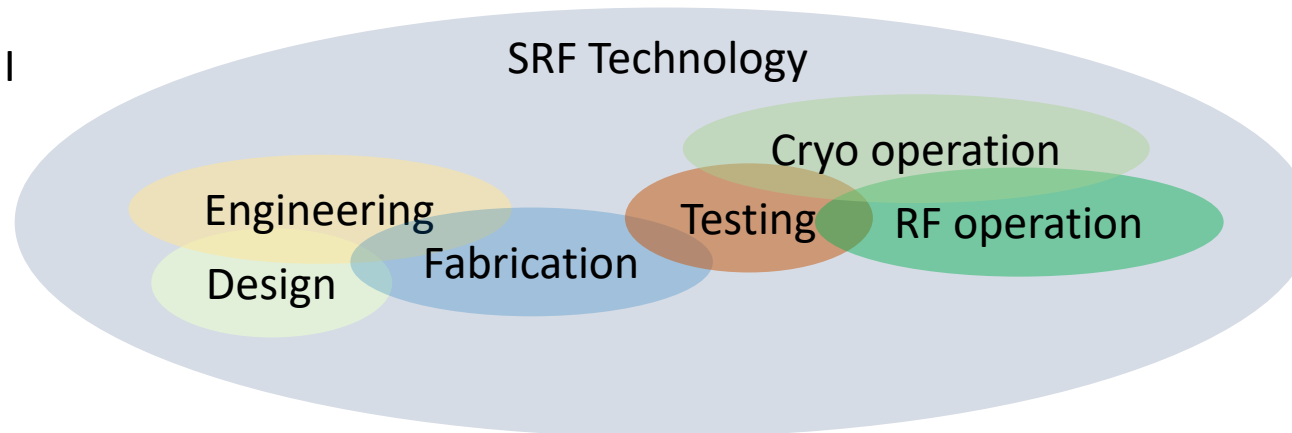 I
SRF Technology
Cryo operation
Engineering
Testing
RF operation
Fabrication
Design